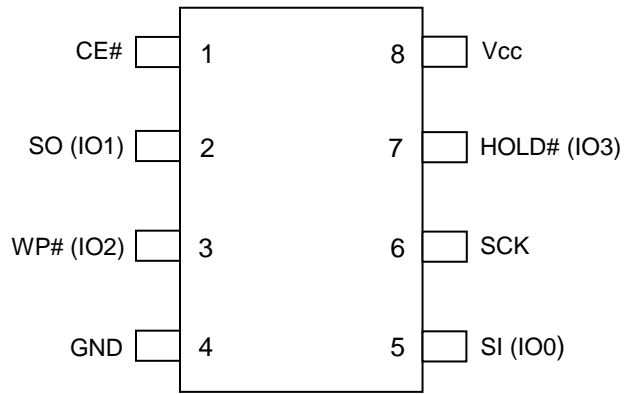 CE# 1 8 Vcc
SO (IO1) 2 7 HOLD# (IO3)
WP# (IO2) 3 6 SCK
GND 4 5 SI (IO0)